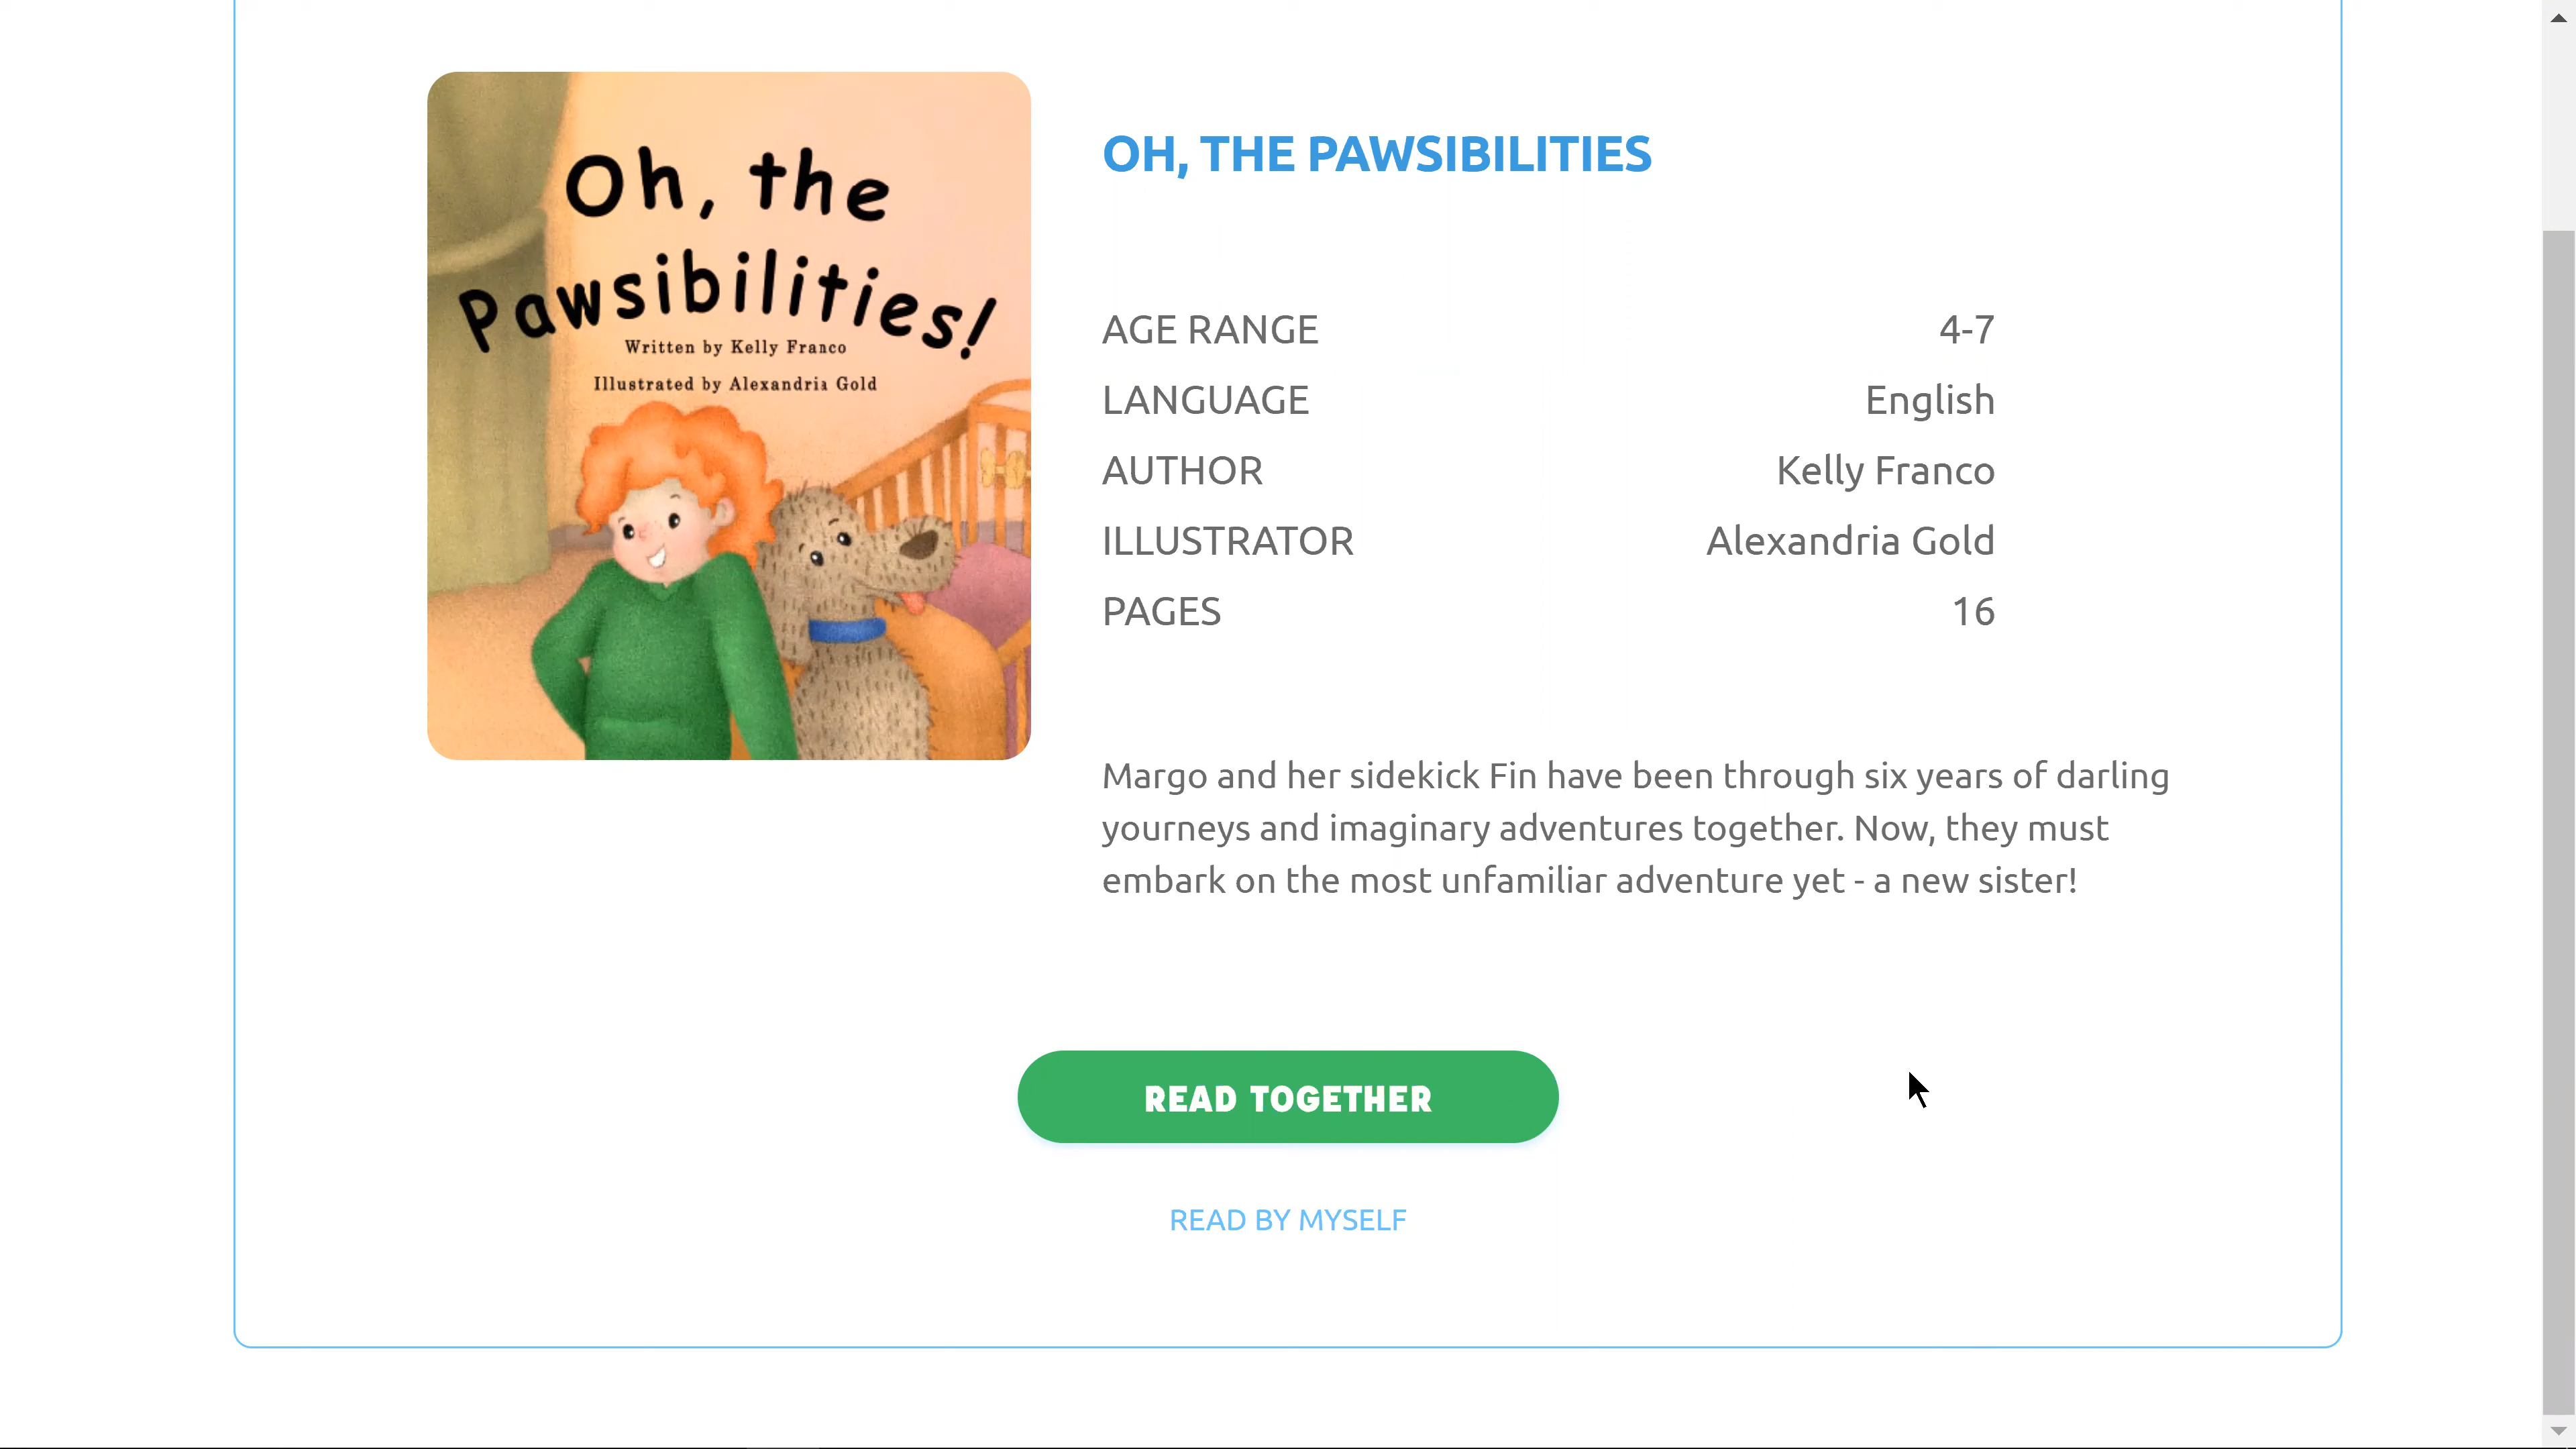 Oh, the
Pawsibilities!
Written by Kelly Franco
Illustrated by Alexandria Gold
OH, THE PAWSIBILITIES
AGE RANGE 4-7
LANGUAGE English
AUTHOR Kelly Franco
ILLUSTRATOR Alexandria Gold
PAGES 16
Margo and her sidekick Fin have been through six years of darling
yourneys and imaginary adventures together. Now, they must
embark on the most unfamiliar adventure yet - a new sister!
READ TOGETHER
READ BY MYSELF